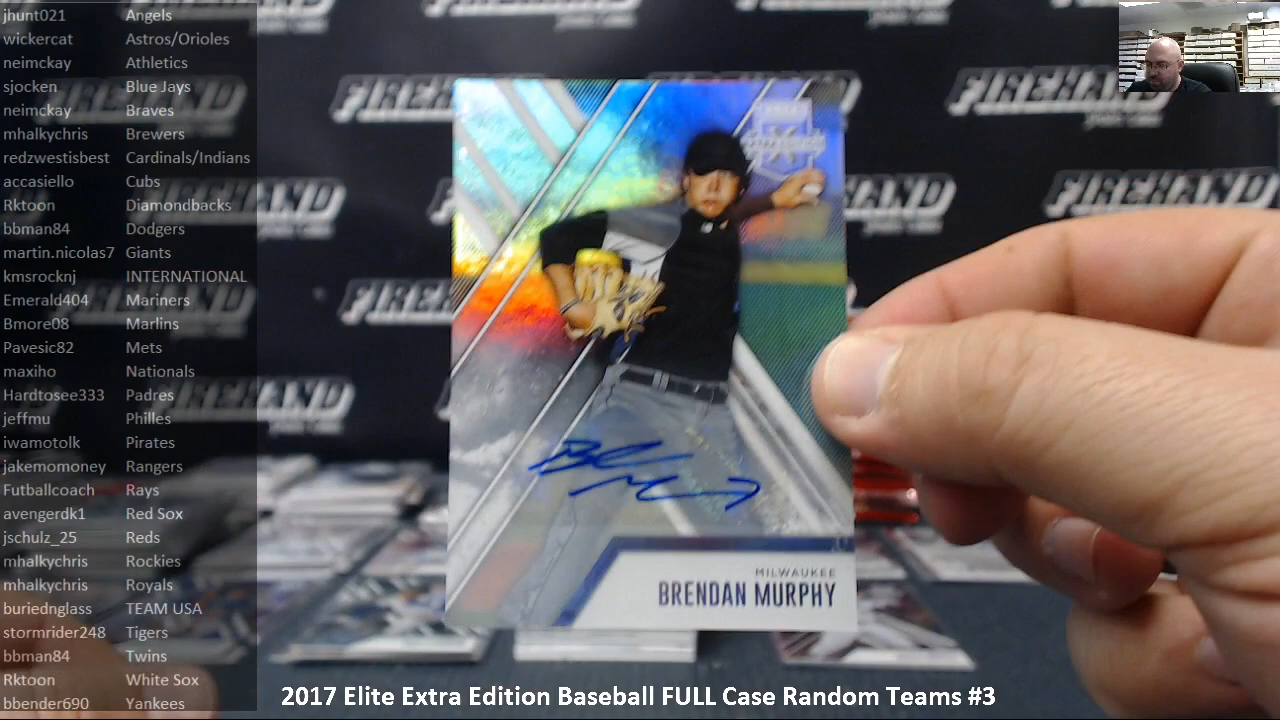 jhunt021 Angels
wickercat Astros/Orioles
neimckay Athletics
sjocken Blue Jays
neimckay Braves
mhalkychris Brewers
redzwestisbest Cardinals/Indians
accasiello Cubs
Rktoon Diamondbacks
bbman84 Dodgers
martin.nicolas7 Giants
kmsrocknj INTERNATIONAL
Emerald404 Mariners
Bmore08 Marlins
Pavesic82 Mets
maxiho Nationals
Hardtosee333 Padres
jeffmu Philles
iwamotolk Pirates
jakemomoney Rangers
Futballcoach Rays
avengerdk1 Red Sox
jschulz_25 Reds
mhalkychris Rockies
mhalkychris Royals
buriednglass TEAM USA
stormrider248 Tigers
bbman84 Twins
Rktoon White Sox
bbender690 Yankees
FIREHAND
FIREHAND
FIREHAND
MILWAUKEE
BRENDAN MURPHY
2017 Elite Extra Edition Baseball FULL Case Random Teams #3